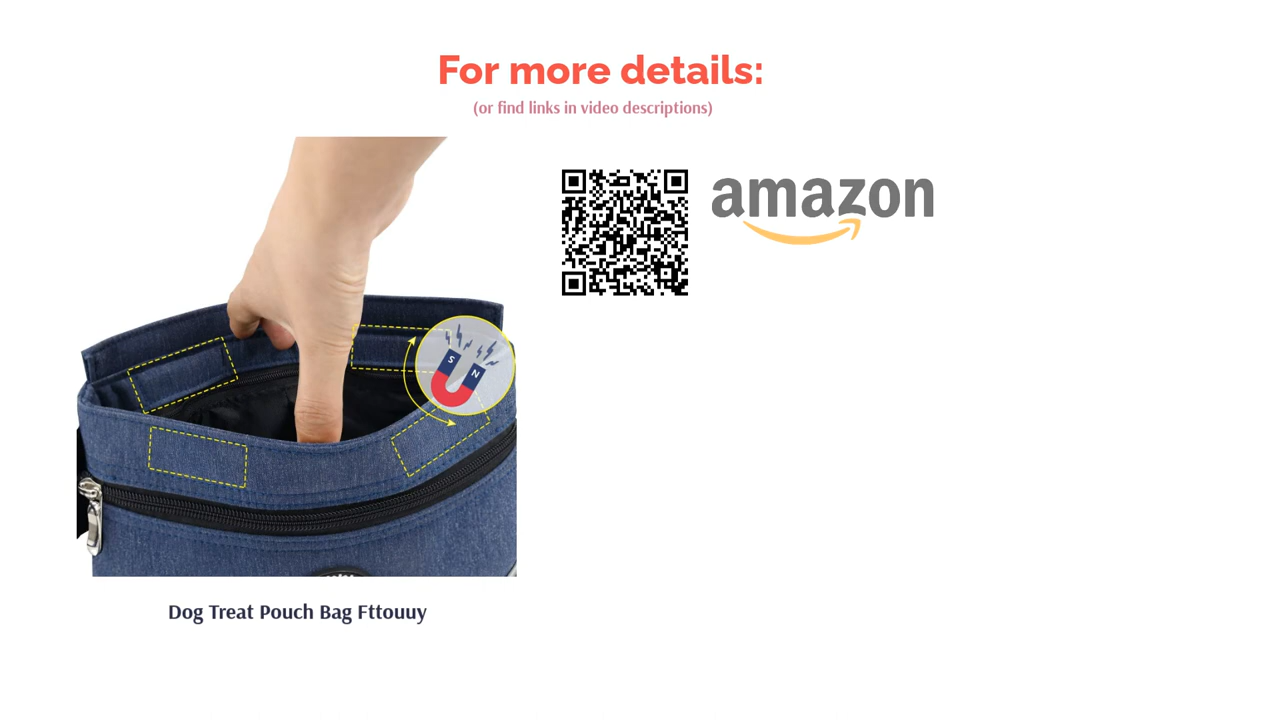 For more details:
(or find links in video descriptions)
amazon
S
N
Dog Treat Pouch Bag Fttouuy